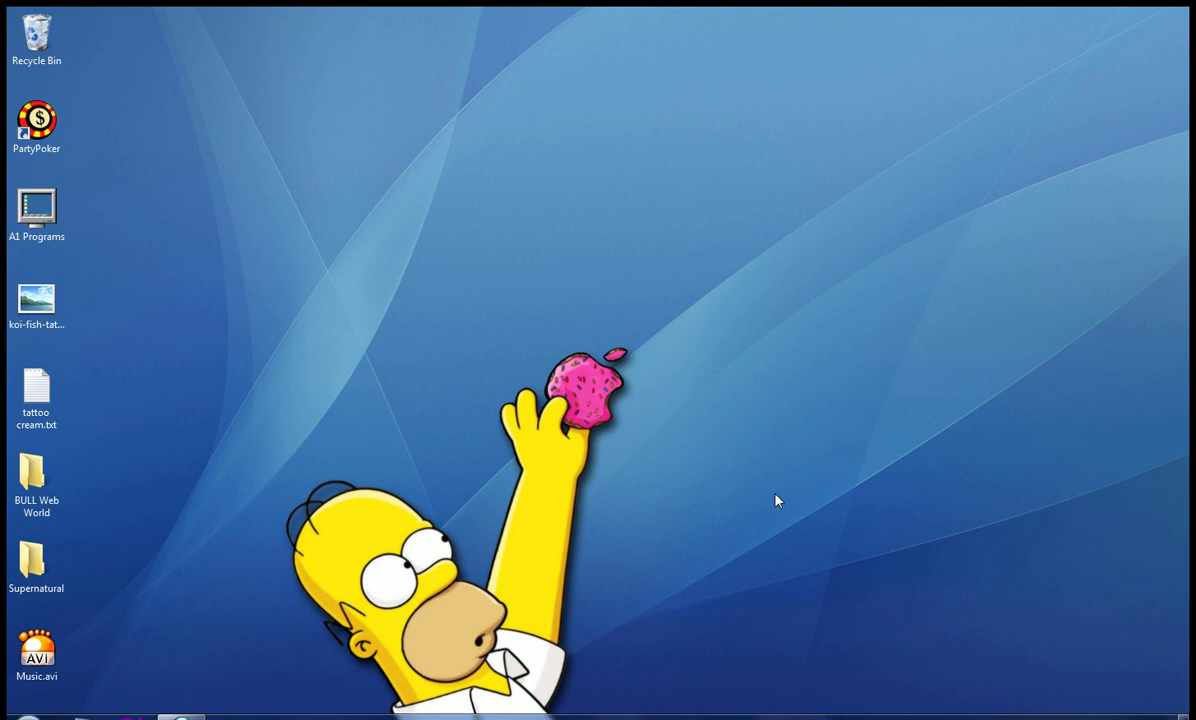 Recycle Bin
PartyPoker
A1 Programs
koi-fish-tat...
tattoo
cream.txt
BULL Web
World
Supernatural
AVI
Music.avi